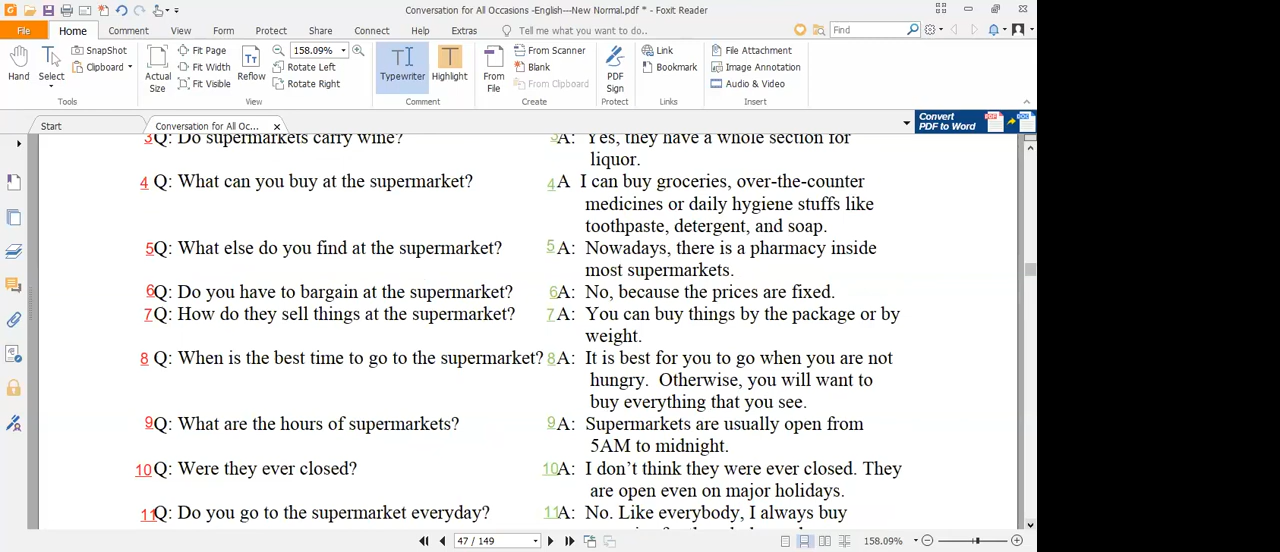 Conversation for All Occasions -English---New Normal.pdf * - Foxit Reader
File Home Comment View Form Protect Share Connect Help Extras Tell me what you want to do.. Find
Hand
Select
SnapShot
Clipboard
Tools
Actual Size
Fit Page
Fit Width
Fit Visible
Reflow
158.09%
Rotate Left
Rotate Right
View
Typewriter
Highlight
Comment
From File
From Scanner
Blank
From Clipboard
Create
PDF Sign
Protect
Link
Bookmark
Links
File Attachment
Image Annotation
Audio & Video
Insert
Start
Conversation for All Occ...
Convert
PDF to Word
3Q: Do supermarkets carry wine? 3A: Yes, they have a whole section for
liquor.
4 Q: What can you buy at the supermarket? 4A I can buy groceries, over-the-counter
medicines or daily hygiene stuffs like
toothpaste, detergent, and soap.
5Q: What else do you find at the supermarket? 5A: Nowadays, there is a pharmacy inside
most supermarkets.
6Q: Do you have to bargain at the supermarket? 6A: No, because the prices are fixed.
7Q: How do they sell things at the supermarket? 7A: You can buy things by the package or by
weight.
8 Q: When is the best time to go to the supermarket? 8A: It is best for you to go when you are not
hungry. Otherwise, you will want to
buy everything that you see.
9Q: What are the hours of supermarkets? 9A: Supermarkets are usually open from
5AM to midnight.
10Q: Were they ever closed? 10A: I don't think they were ever closed. They
are open even on major holidays.
11Q: Do you go to the supermarket everyday? 11A: No. Like everybody, I always buy
47 / 149 158.09%